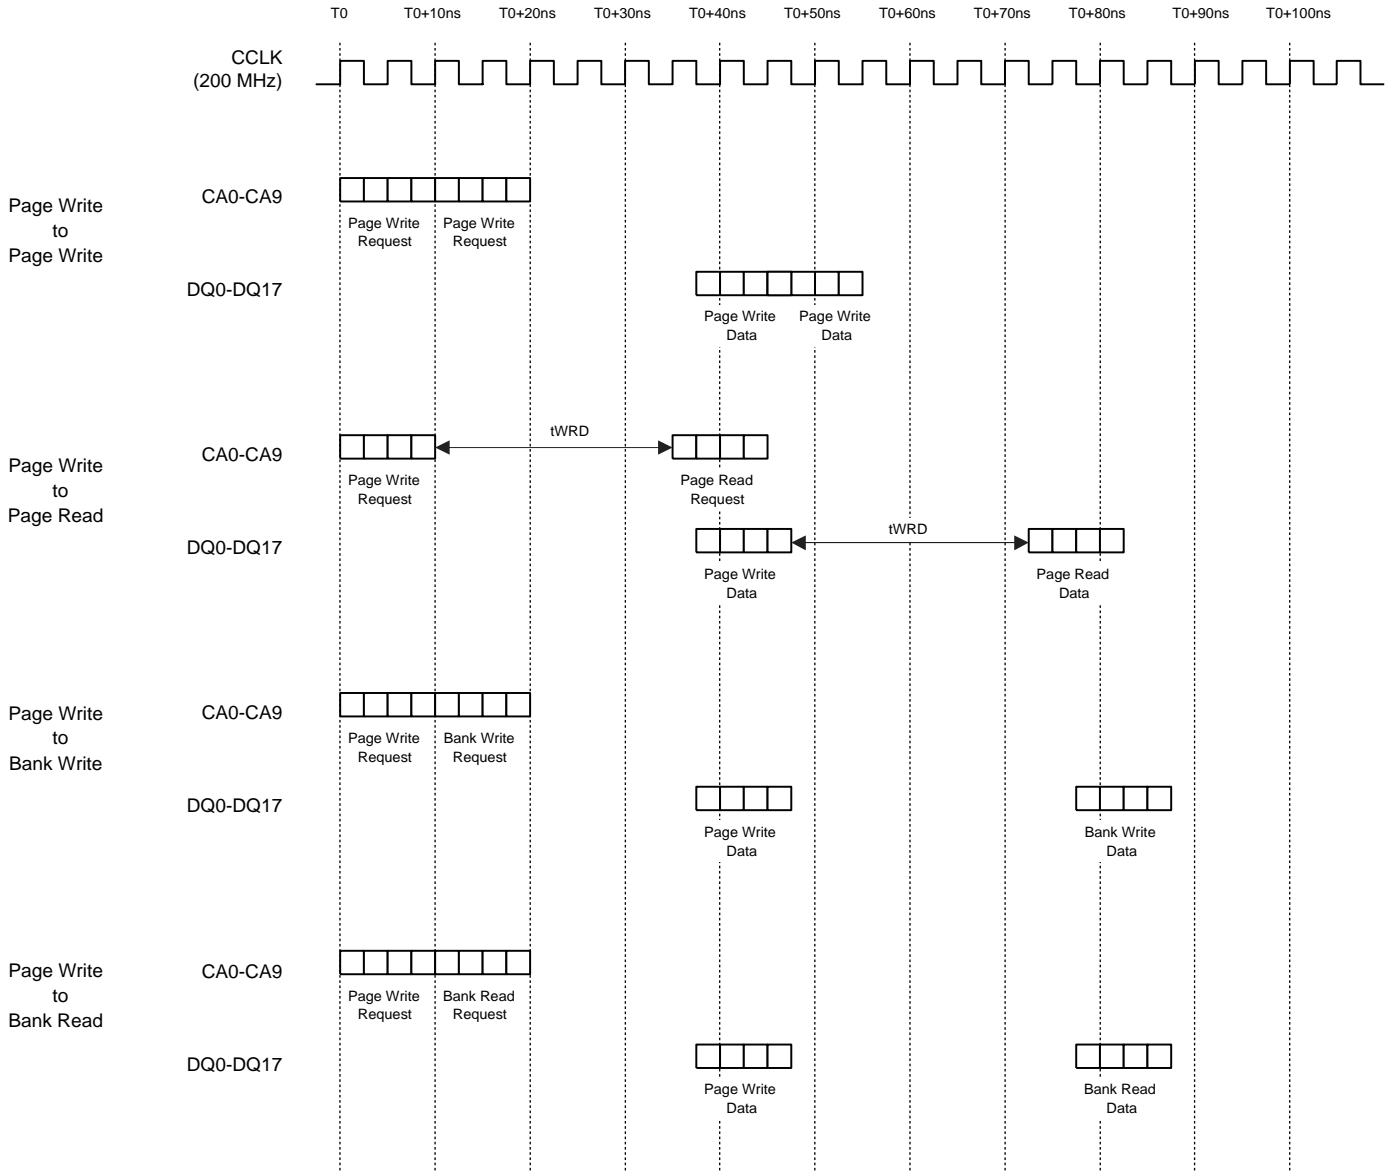 T0 T0+10ns T0+20ns T0+30ns T0+40ns T0+50ns T0+60ns T0+70ns T0+80ns T0+90ns T0+100ns
CCLK
(200 MHz)
Page Write
to
Page Write
CA0-CA9
Page Write Page Write
Request Request
DQ0-DQ17
Page Write Page Write
Data Data
Page Write
to
Page Read
CA0-CA9
tWRD
Page Write Page Read
Request Request
DQ0-DQ17
tWRD
Page Write Page Read
Data Data
Page Write
to
Bank Write
CA0-CA9
Page Write Bank Write
Request Request
DQ0-DQ17
Page Write Bank Write
Data Data
Page Write
to
Bank Read
CA0-CA9
Page Write Bank Read
Request Request
DQ0-DQ17
Page Write Bank Read
Data Data